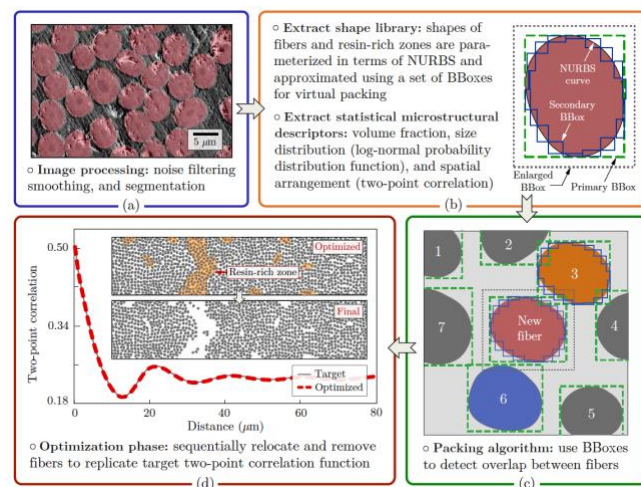 5 μm
○ Image processing: noise filtering
smoothing, and segmentation
(a)
○ Extract shape library: shapes of
fibers and resin-rich zones are para-
meterized in terms of NURBS and
approximated using a set of BBoxes
for virtual packing
○ Extract statistical microstructural
descriptors: volume fraction, size
distribution (log-normal probability
distribution function), and spatial
arrangement (two-point correlation)
NURBS
curve
Secondary
BBox
Enlarged
BBox
Primary BBox
(b)
1
2
3
7
New
fiber
4
6
5
○ Packing algorithm: use BBoxes
to detect overlap between fibers
(c)
Two-point correlation
0.50
0.34
0.18
Optimized
Resin-rich zone
Final
Target
Optimized
0
20
40
60
80
Distance (μm)
○ Optimization phase: sequentially relocate and remove
fibers to replicate target two-point correlation function
(d)